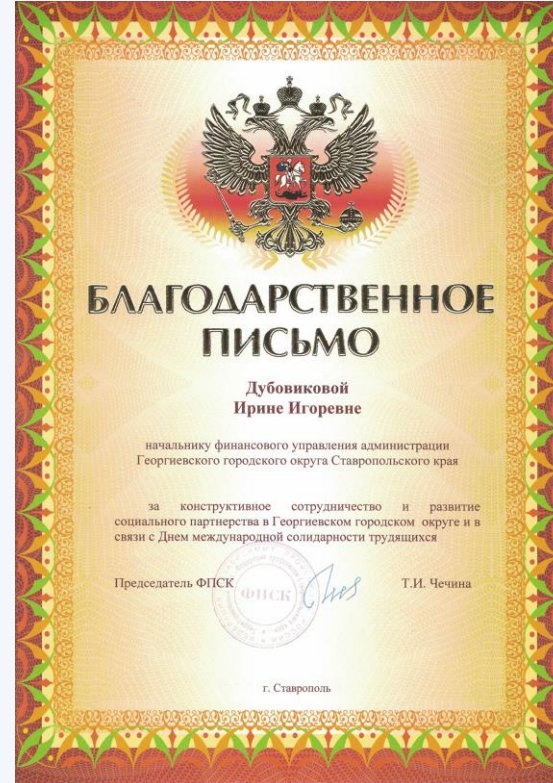 БЛАГОДАРСТВЕННОЕ
ПИСЬМО
Дубовиковой
Ирине Игоревне
начальнику финансового управления администрации
Георгиевского городского округа Ставропольского края
за конструктивное сотрудничество и развитие
социального партнерства в Георгиевском городском округе и в
связи с Днем международной солидарности трудящихся
Председатель ФПСК
Т.И. Чечина
ФПСК
г. Ставрополь